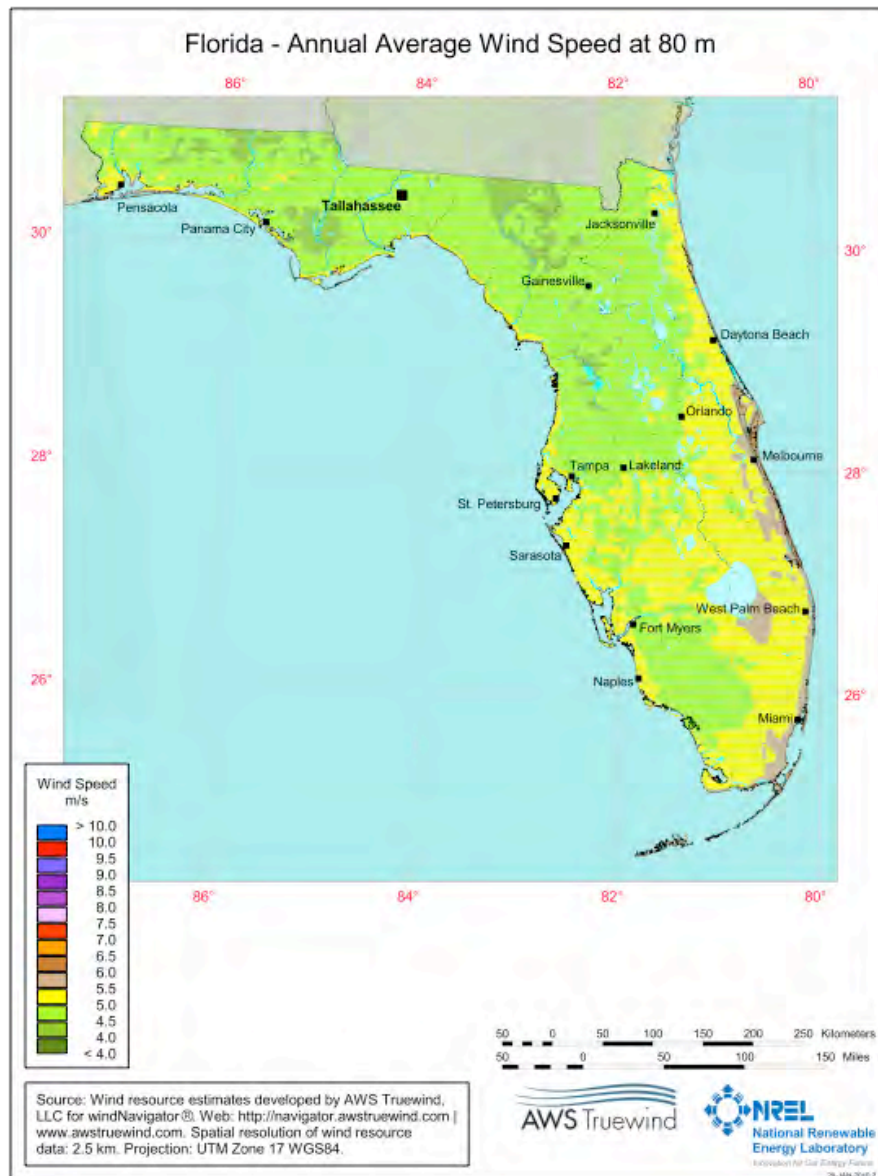 Florida - Annual Average Wind Speed at 80 m
86° 84° 82° 80°
Pensacola
Tallahassee
Panama City
Jacksonville
30° 30°
Gainesville
Daytona Beach
Orlando
28° Melbourne 28°
Tampa Lakeland
St. Petersburg
Sarasota
West Palm Beach
Fort Myers
26° Naples 26°
Miami
Wind Speed
m/s
> 10.0
10.0
9.5
9.0
8.5
8.0
7.5
7.0
6.5
6.0
5.5
5.0
4.5
4.0
< 4.0
86° 84° 82° 80°
50 0 50 100 150 200 250 Kilometers
50 0 50 100 150 Miles
Source: Wind resource estimates developed by AWS Truewind,
LLC for windNavigator®. Web: http://navigator.awstruewind.com |
www.awstruewind.com. Spatial resolution of wind resource
data: 2.5 km. Projection: UTM Zone 17 WGS84.
AWS Truewind
NREL
National Renewable
Energy Laboratory
Innovation for Our Energy Future